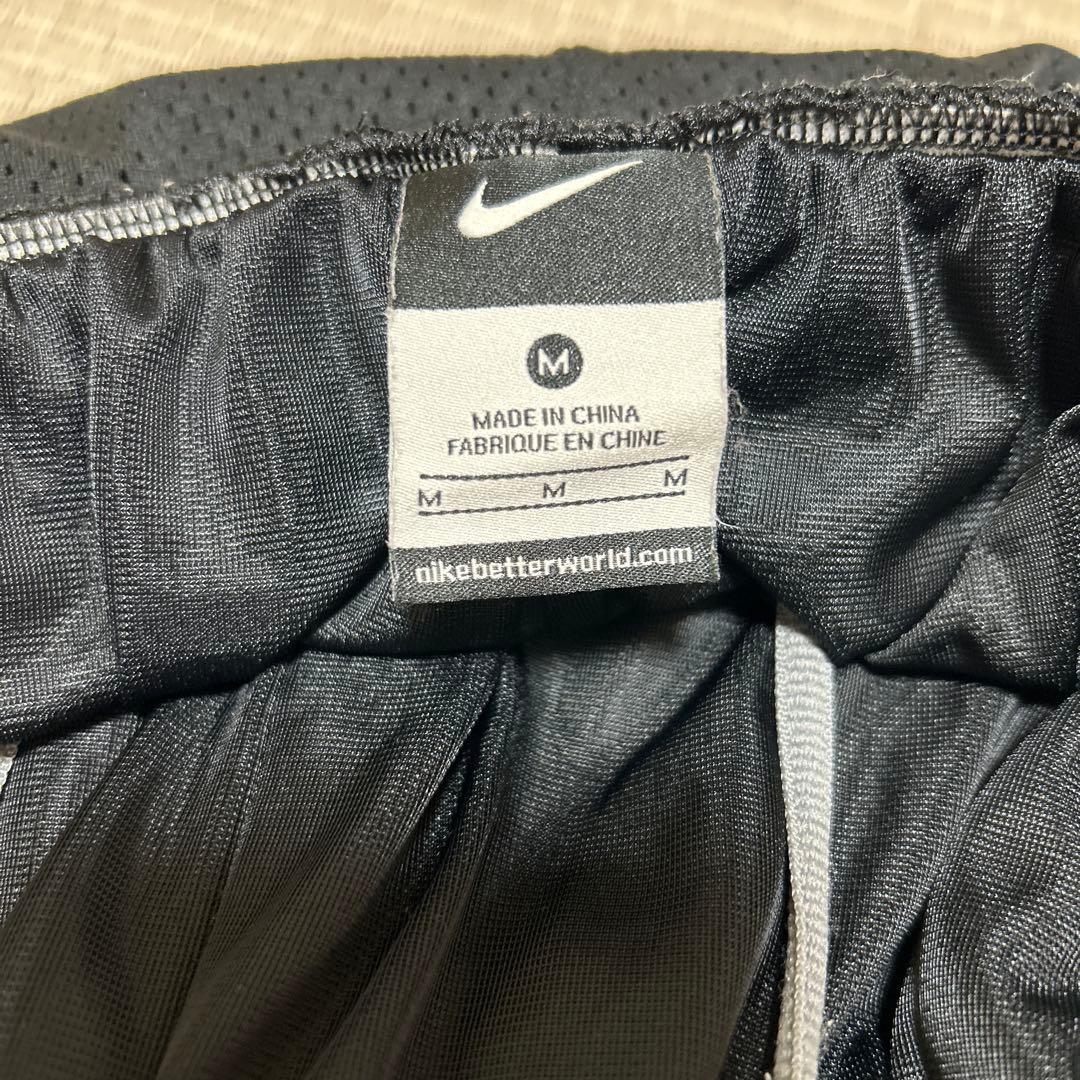 M
MADE IN CHINA
FABRIQUE EN CHINE
M M M
nikebetterworld.com